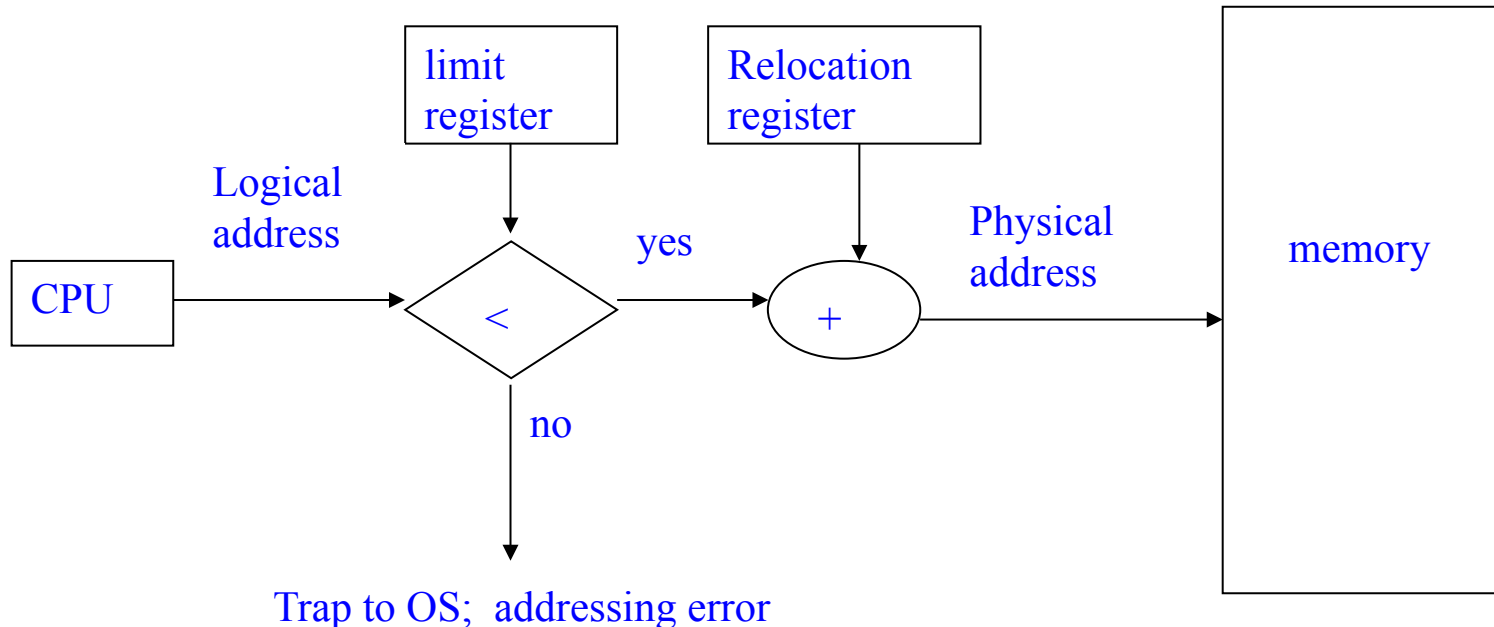 limit
register
Relocation
register
Logical
address
yes
Physical
address
memory
CPU
<
+
no
Trap to OS; addressing error